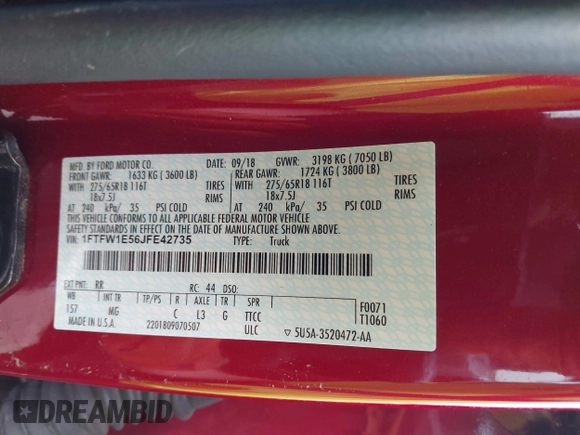 MFD. BY FORD MOTOR CO.
DATE: 09/18 GVWR: 3198 KG ( 7050 LB)
FRONT GAWR: 1633 KG ( 3600 LB) REAR GAWR: 1724 KG ( 3800 LB)
WITH 275/65R18 116T TIRES WITH 275/65R18 116T TIRES
18x7.5J RIMS 18x7.5J RIMS
AT 240 kPa/ 35 PSI COLD AT 240 kPa/ 35 PSI COLD
THIS VEHICLE CONFORMS TO ALL APPLICABLE FEDERAL MOTOR VEHICLE
SAFETY STANDARDS IN EFFECT ON THE DATE OF MANUFACTURE SHOWN ABOVE.
VIN: 1FTFW1E56JFE42735 TYPE: Truck
EXT PNT: RR RC: 44 DSO:
WB INT TR TP/PS R AXLE TR SPR F0071
157 MG C L3 G TTCC T1060
MADE IN U.S.A. 2201809070507 ULC ▽ 5U5A-3520472-AA
DREAMBID